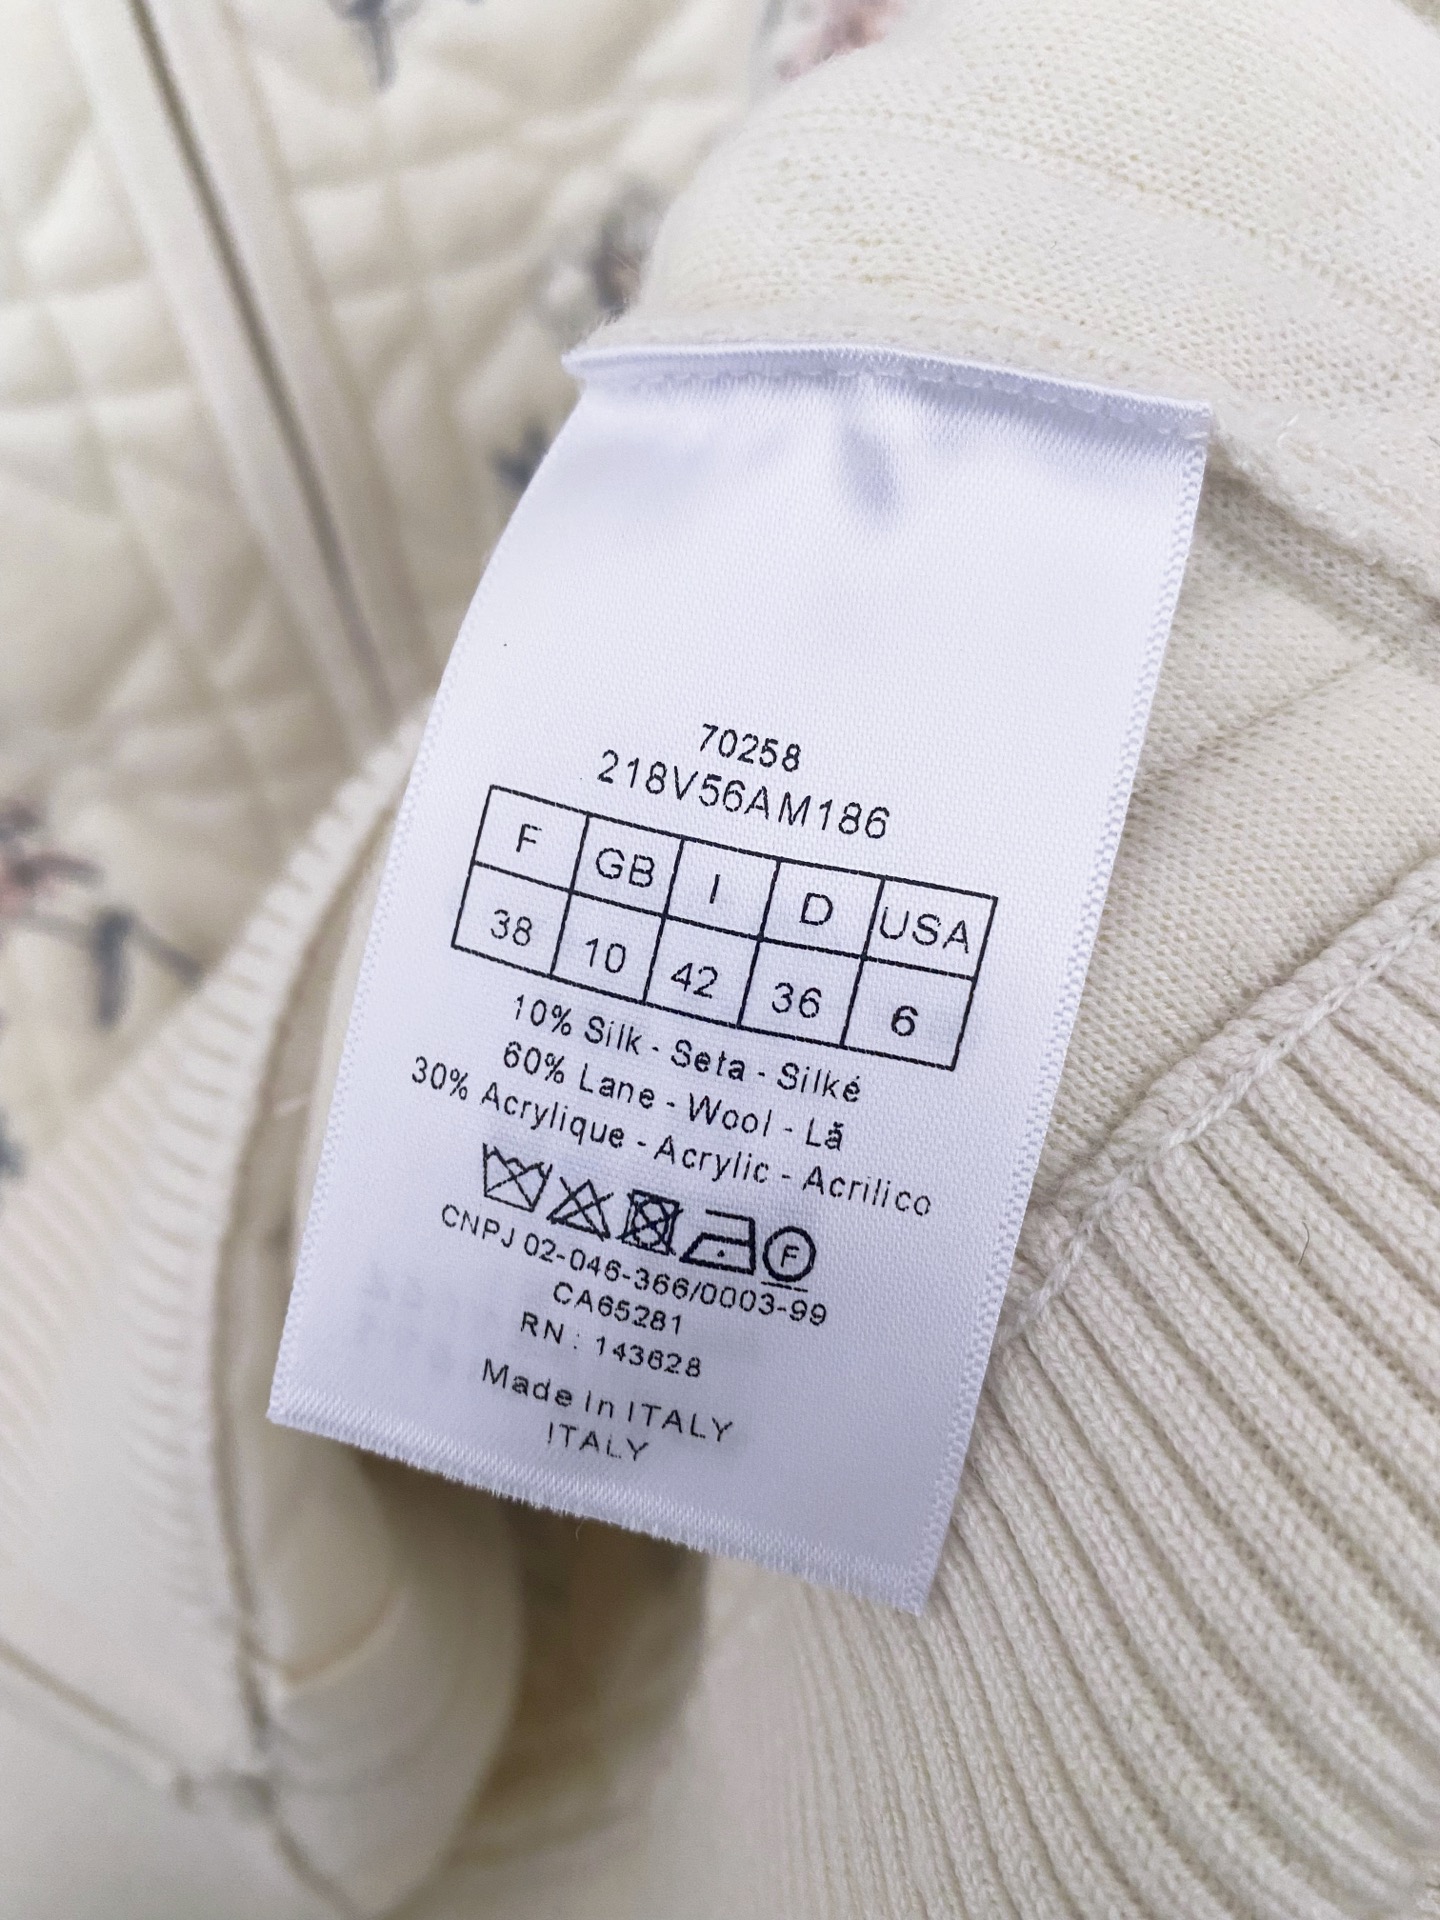 70258
218V56AM186
F GB I D USA
38 10 42 36 6
10% Silk - Seta - Silké
60% Lane - Wool - Lã
30% Acrylique - Acrylic - Acrilico
F
CNPJ 02-046-366/0003-99
CA65281
RN : 143628
Made In ITALY
ITALY